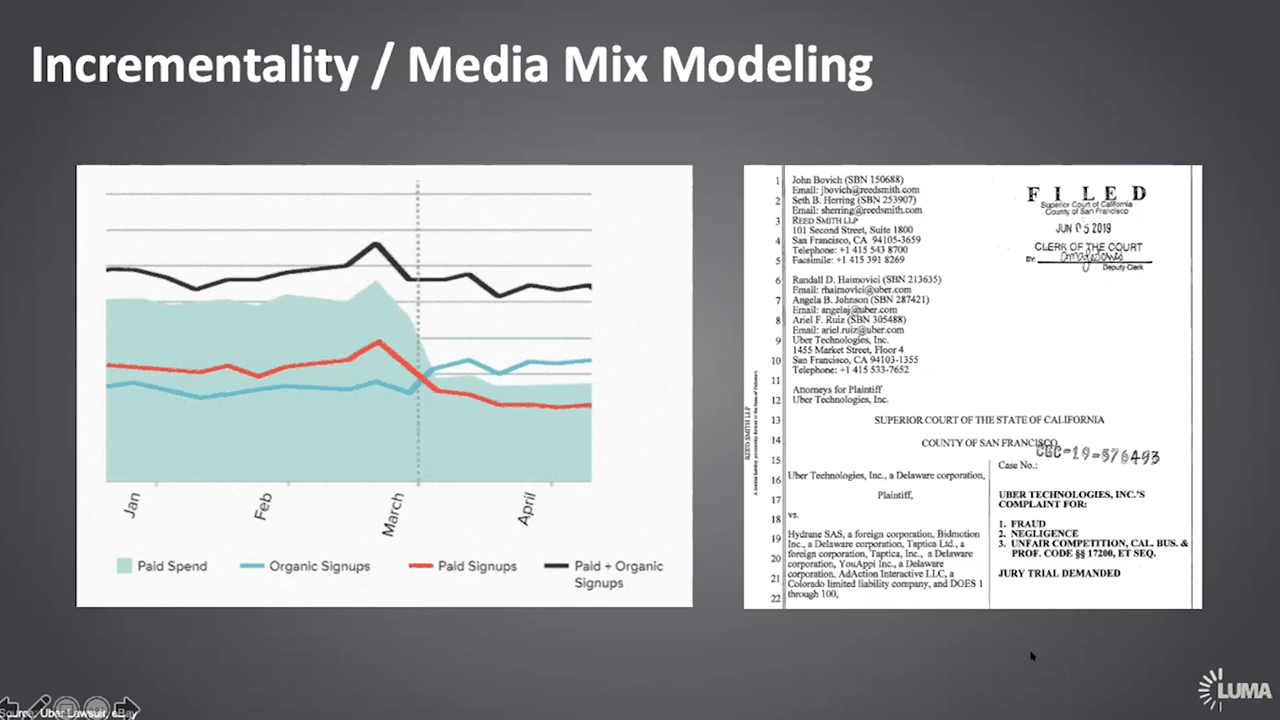 Incrementality / Media Mix Modeling
Jan
Feb
March
April
Paid Spend
Organic Signups
Paid Signups
Paid + Organic
Signups
1
2
3
4
5
6
7
8
9
10
11
12
13
14
15
16
17
18
19
20
21
22
REED SMITH LLP
John Bovich (SBN 150688)
Email: jbovich@reedsmith.com
Seth B. Herring (SBN 253907)
Email: sherring@reedsmith.com
REED SMITH LLP
101 Second Street, Suite 1800
San Francisco, CA 94105-3659
Telephone: +1 415 543 8700
Facsimile: +1 415 391 8269
Randall D. Haimovici (SBN 213635)
Email: rhaimovici@uber.com
Angela B. Johnson (SBN 287421)
Email: angelaj@uber.com
Ariel F. Ruiz (SBN 305488)
Email: ariel.ruiz@uber.com
Uber Technologies, Inc.
1455 Market Street, Floor 4
San Francisco, CA 94103-1355
Telephone: +1 415 533-7652
Attorneys for Plaintiff
Uber Technologies, Inc.
FILED
Superior Court of California
County of San Francisco
JUN 05 2019
CLERK OF THE COURT
BY:
Deputy Clerk
SUPERIOR COURT OF THE STATE OF CALIFORNIA
COUNTY OF SAN FRANCISCO
CGC-19-576493
Uber Technologies, Inc., a Delaware corporation,
Plaintiff,
vs.
Hydrane SAS, a foreign corporation, Bidmotion
Inc., a Delaware corporation, Taptica Ltd., a
foreign corporation, Taptica, Inc., a Delaware
corporation, YouAppi Inc., a Delaware
corporation, AdAction Interactive LLC, a
Colorado limited liability company, and DOES 1
through 100,
Case No.:
UBER TECHNOLOGIES, INC.'S
COMPLAINT FOR:
1. FRAUD
2. NEGLIGENCE
3. UNFAIR COMPETITION, CAL. BUS. &
PROF. CODE §§ 17200, ET SEQ.
JURY TRIAL DEMANDED
Source: Uber Lawsuit, eBay
LUMA